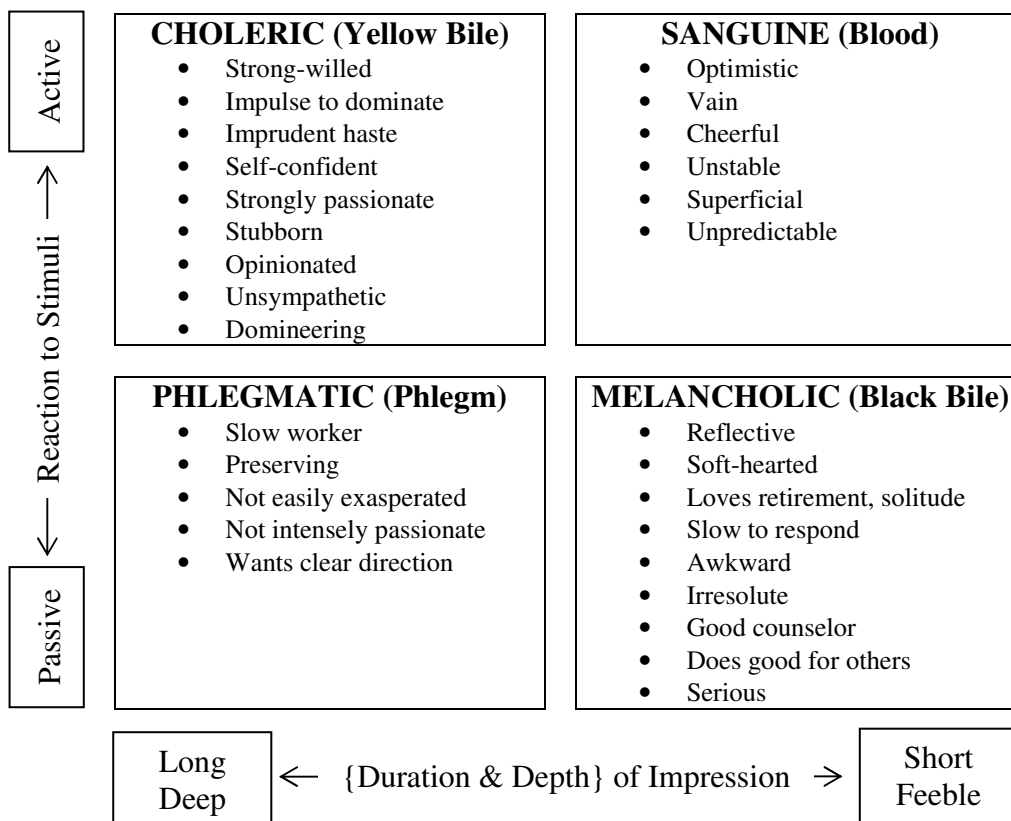 Active
Reaction to Stimuli
Passive
CHOLERIC (Yellow Bile)
• Strong-willed
• Impulse to dominate
• Imprudent haste
• Self-confident
• Strongly passionate
• Stubborn
• Opinionated
• Unsympathetic
• Domineering
SANGUINE (Blood)
• Optimistic
• Vain
• Cheerful
• Unstable
• Superficial
• Unpredictable
PHLEGMATIC (Phlegm)
• Slow worker
• Preserving
• Not easily exasperated
• Not intensely passionate
• Wants clear direction
MELANCHOLIC (Black Bile)
• Reflective
• Soft-hearted
• Loves retirement, solitude
• Slow to respond
• Awkward
• Irresolute
• Good counselor
• Does good for others
• Serious
Long
Deep
{Duration & Depth} of Impression
Short
Feeble